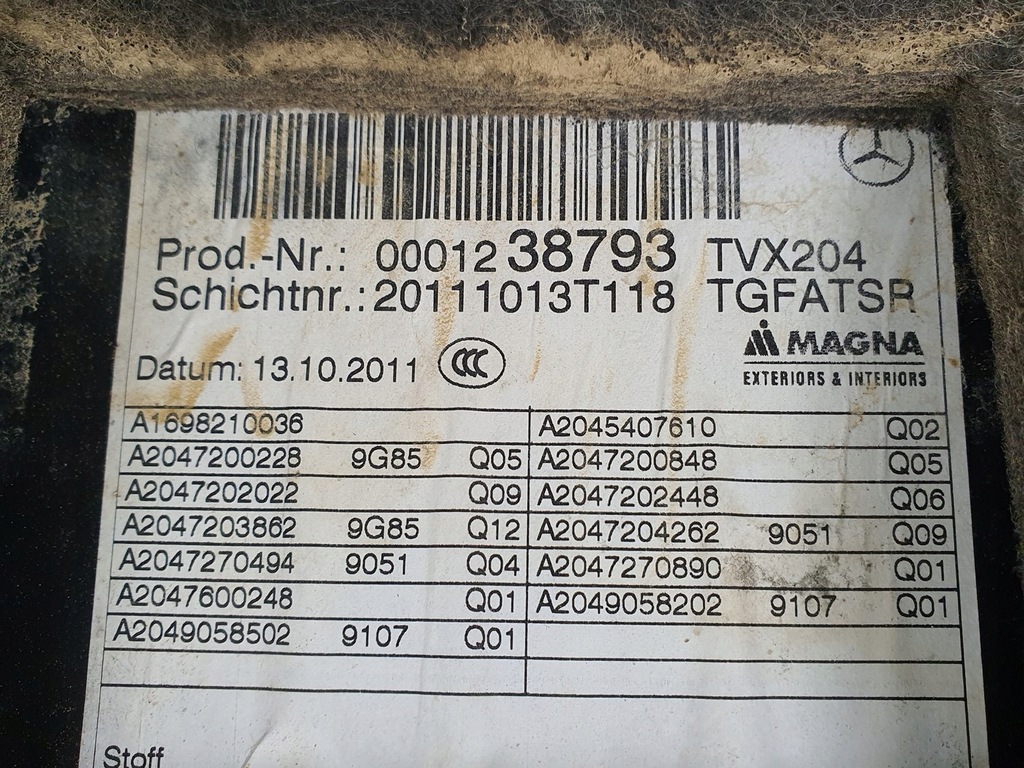 Prod.-Nr.: 00012 38793 TVX204
Schichtnr.: 20111013T118 TGFATSR
MAGNA
EXTERIORS & INTERIORS
Datum: 13.10.2011 CCC
A1698210036 A2045407610 Q02
A2047200228 9G85 Q05 A2047200848 Q05
A2047202022 Q09 A2047202448 Q06
A2047203862 9G85 Q12 A2047204262 9051 Q09
A2047270494 9051 Q04 A2047270890 Q01
A2047600248 Q01 A2049058202 9107 Q01
A2049058502 9107 Q01
Stoff